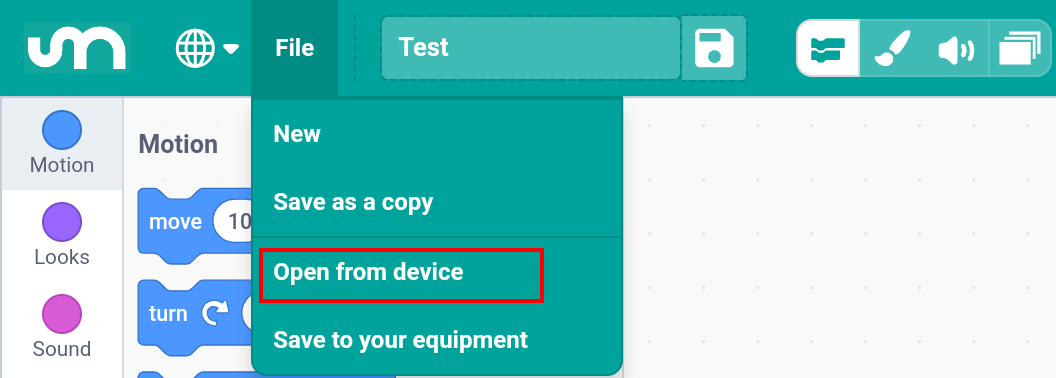 um
File
Test
New
Save as a copy
Open from device
Save to your equipment
Motion
Looks
Sound
Motion
move 10
turn